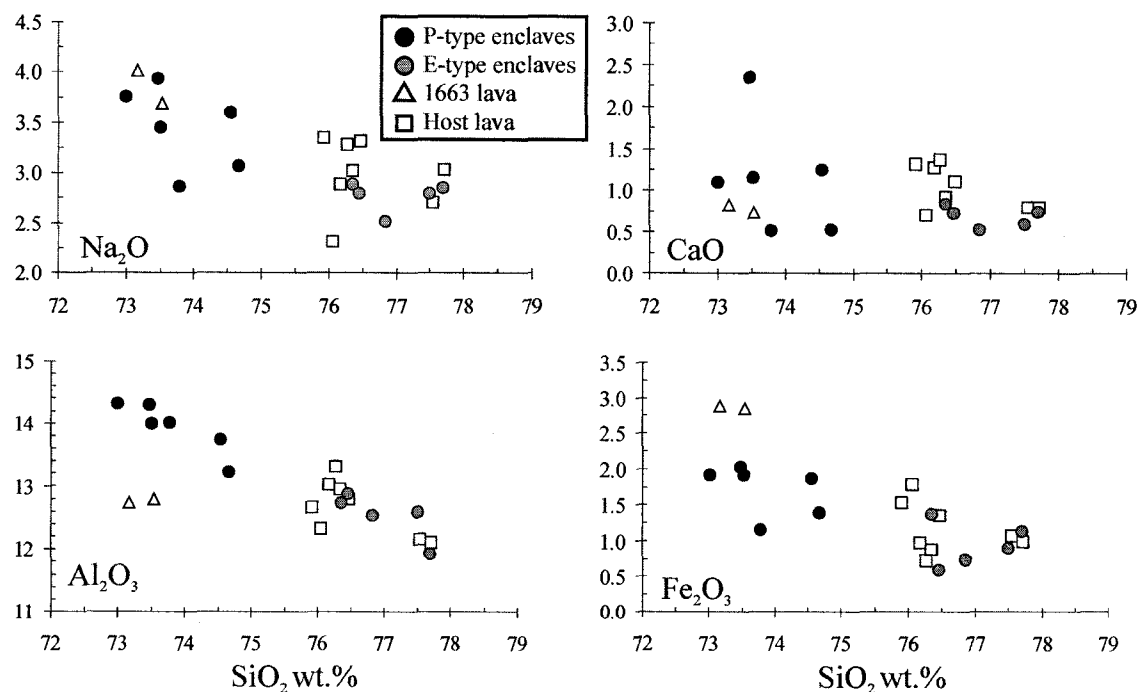 4.5
4.0
3.5
3.0
2.5
2.0
Na₂O
72 73 74 75 76 77 78 79
P-type enclaves
E-type enclaves
1663 lava
Host lava
3.0
2.5
2.0
1.5
1.0
0.5
0.0
CaO
72 73 74 75 76 77 78 79
15
14
13
12
11
Al₂O₃
72 73 74 75 76 77 78 79
SiO₂ wt.%
3.5
3.0
2.5
2.0
1.5
1.0
0.5
0.0
Fe₂O₃
72 73 74 75 76 77 78 79
SiO₂ wt.%